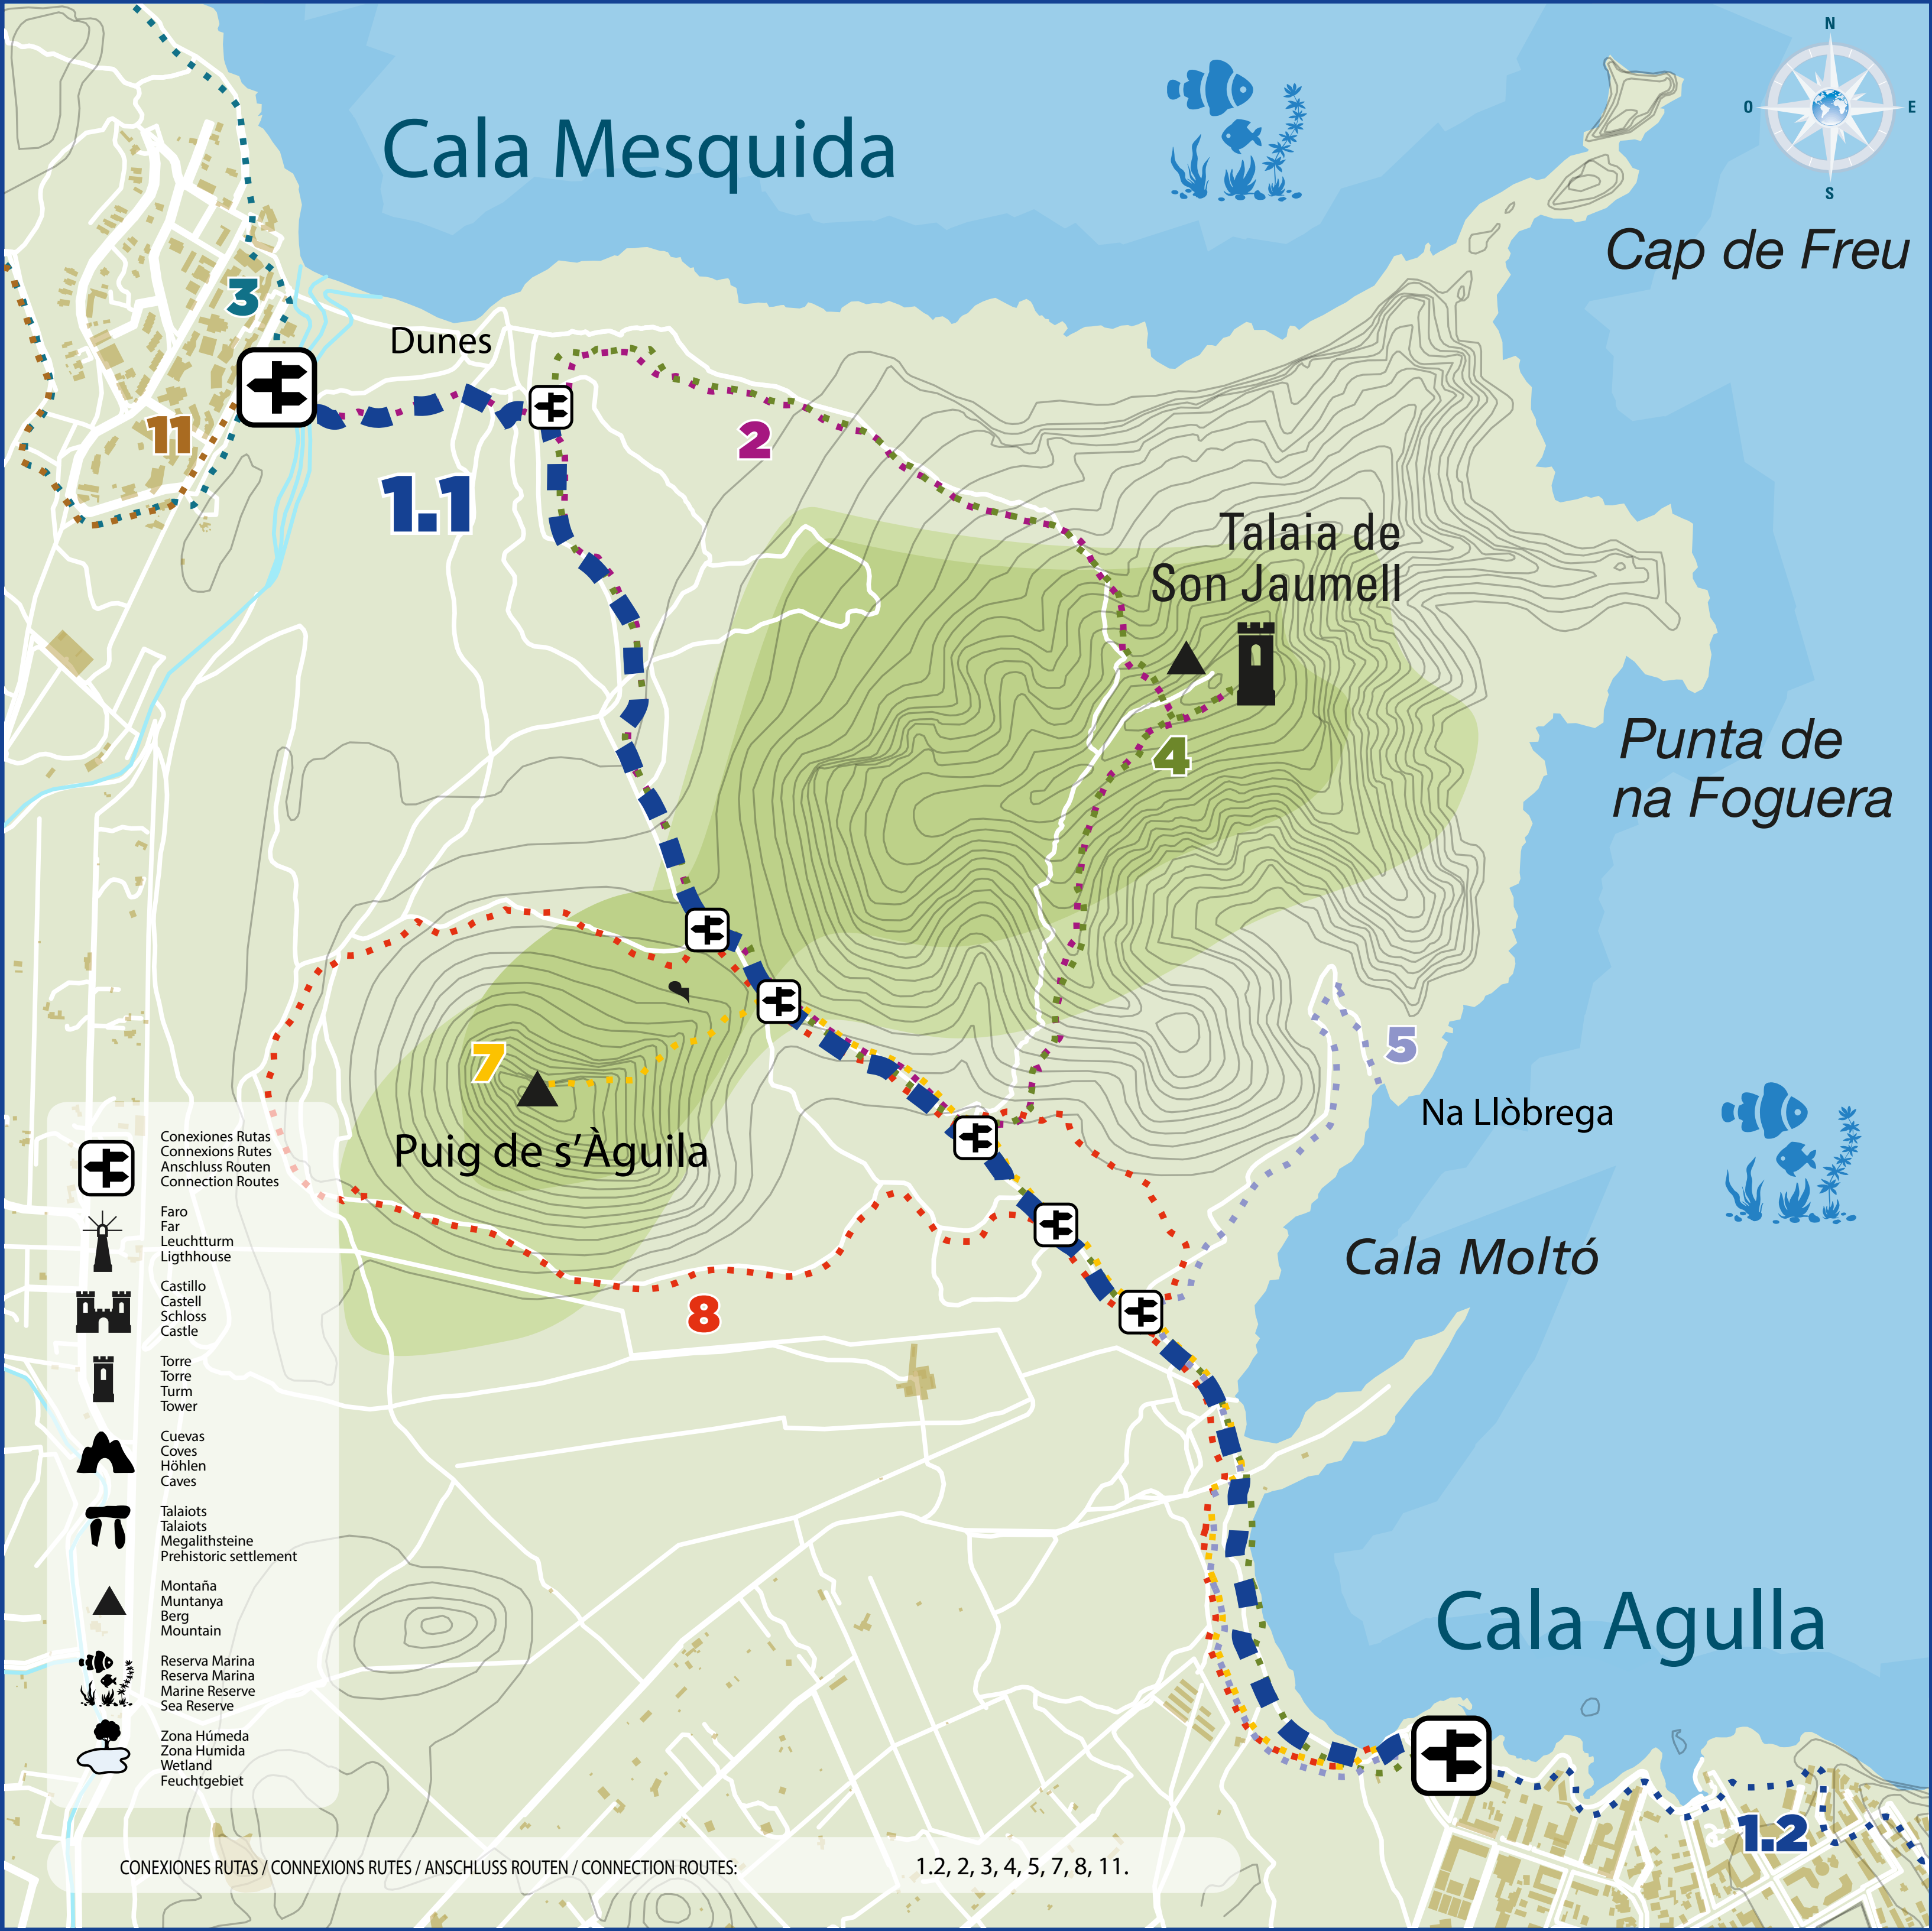 N
O
E
S
Cala Mesquida
Cap de Freu
3
Dunes
11
1.1
2
Talaia de
Son Jaumell
4
Punta de
na Foguera
7
5
Na Llòbrega
Puig de s'Àguila
Cala Moltó
8
Cala Agulla
1.2
Conexiones Rutas
Connexions Rutes
Anschluss Routen
Connection Routes
Faro
Far
Leuchtturm
Ligthhouse
Castillo
Castell
Schloss
Castle
Torre
Torre
Turm
Tower
Cuevas
Coves
Höhlen
Caves
Talaiots
Talaiots
Megalithsteine
Prehistoric settlement
Montaña
Muntanya
Berg
Mountain
Reserva Marina
Reserva Marina
Marine Reserve
Sea Reserve
Zona Húmeda
Zona Humida
Wetland
Feuchtgebiet
CONEXIONES RUTAS / CONNEXIONS RUTES / ANSCHLUSS ROUTEN / CONNECTION ROUTES: 1.2, 2, 3, 4, 5, 7, 8, 11.